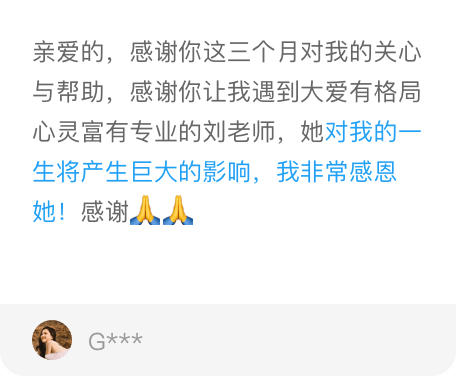 亲爱的，感谢你这三个月对我的关心
与帮助，感谢你让我遇到大爱有格局
心灵富有专业的刘老师，她对我的一
生将产生巨大的影响，我非常感恩
她！感谢🙏🙏
G***